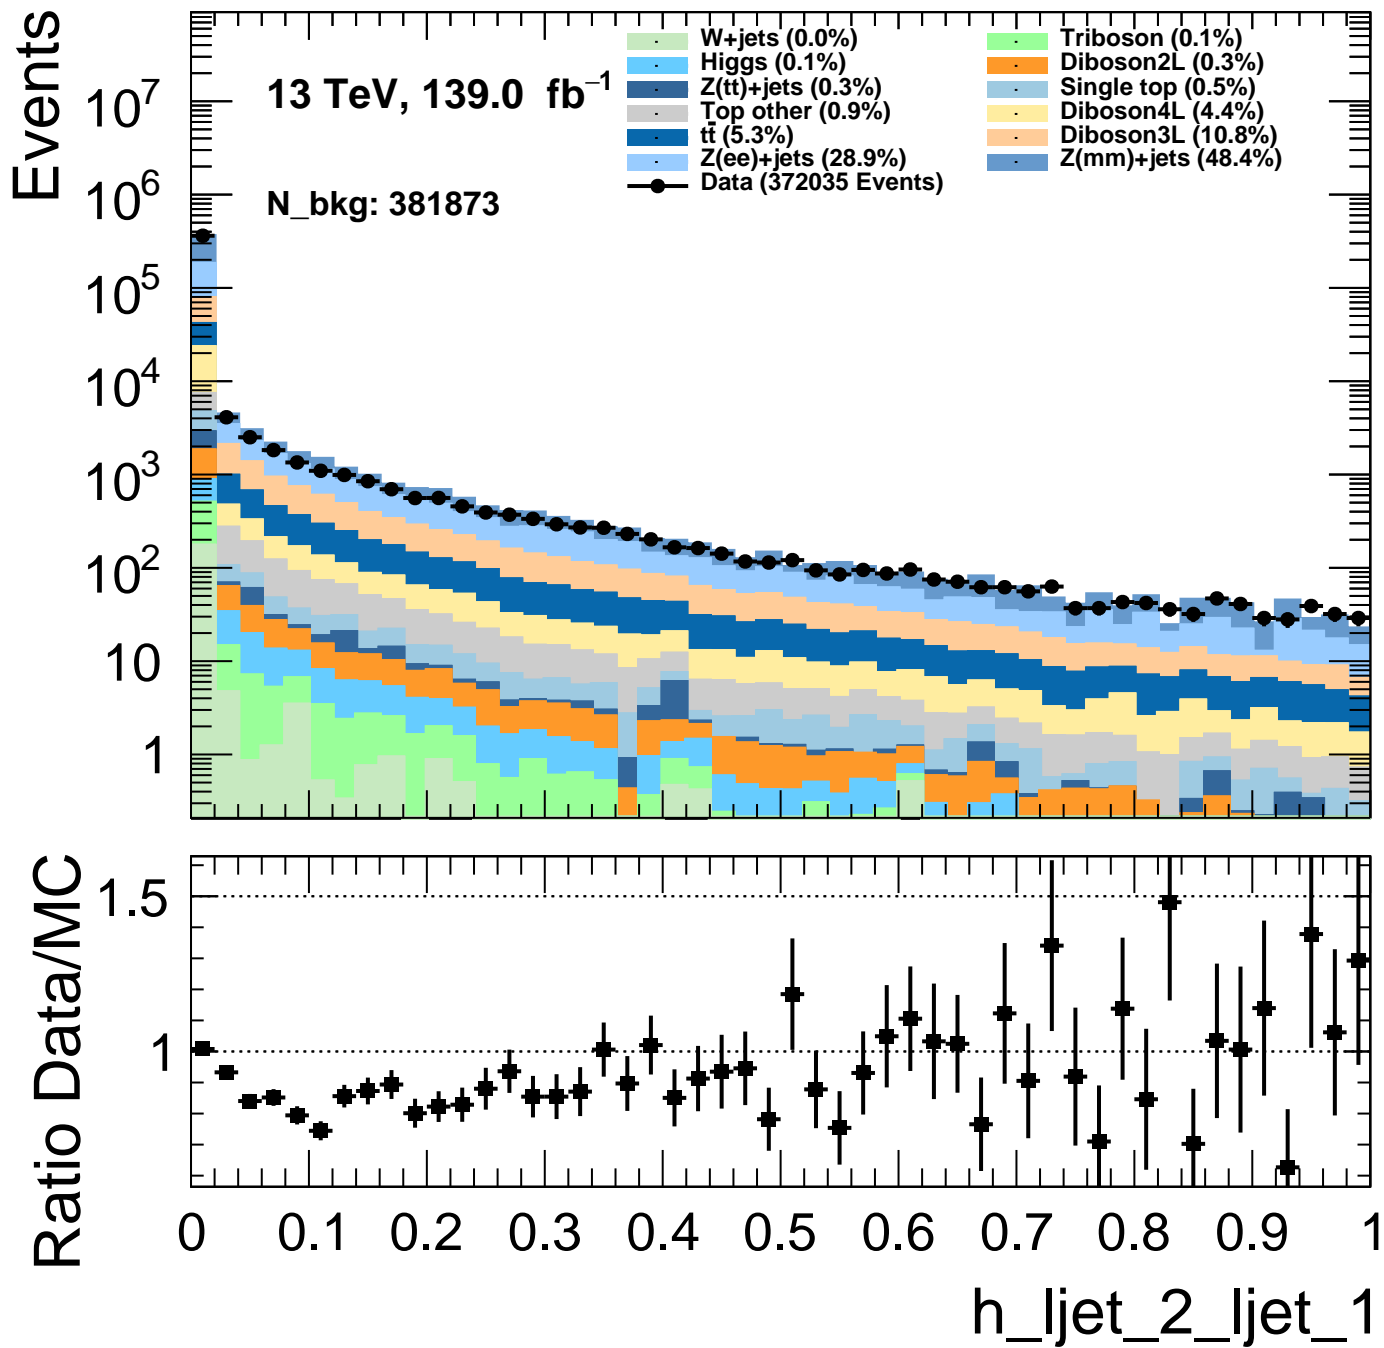 Events
10⁷
10⁶
10⁵
10⁴
10³
10²
10
1
13 TeV, 139.0 fb⁻¹
N_bkg: 381873
W+jets (0.0%)
Higgs (0.1%)
Z(tt)+jets (0.3%)
Top other (0.9%)
tt̄ (5.3%)
Z(ee)+jets (28.9%)
Data (372035 Events)
Triboson (0.1%)
Diboson2L (0.3%)
Single top (0.5%)
Diboson4L (4.4%)
Diboson3L (10.8%)
Z(mm)+jets (48.4%)
Ratio Data/MC
1.5
1
0 0.1 0.2 0.3 0.4 0.5 0.6 0.7 0.8 0.9 1
h_ljet_2_ljet_1